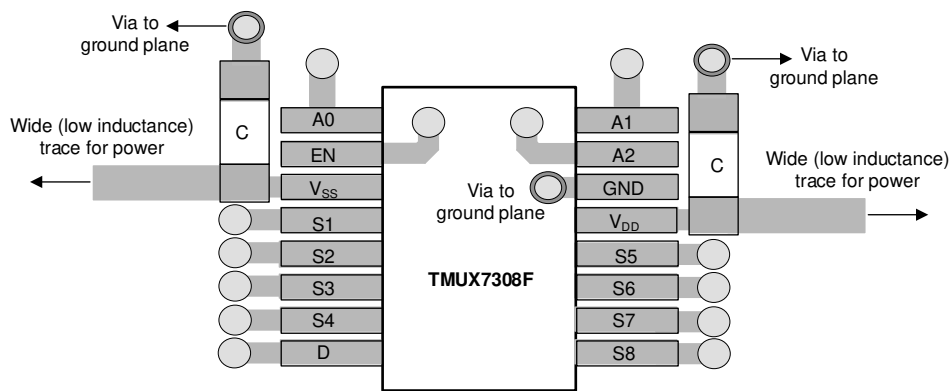 Via to
ground plane
Via to
ground plane
Wide (low inductance)
trace for power
C
A0
EN
V_SS
S1
S2
S3
S4
D
Via to
ground plane
TMUX7308F
A1
A2
GND
V_DD
S5
S6
S7
S8
C
Wide (low inductance)
trace for power